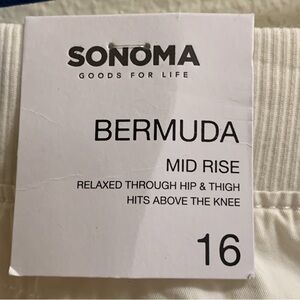 SONOMA
GOODS FOR LIFE
BERMUDA
MID RISE
RELAXED THROUGH HIP & THIGH
HITS ABOVE THE KNEE
16